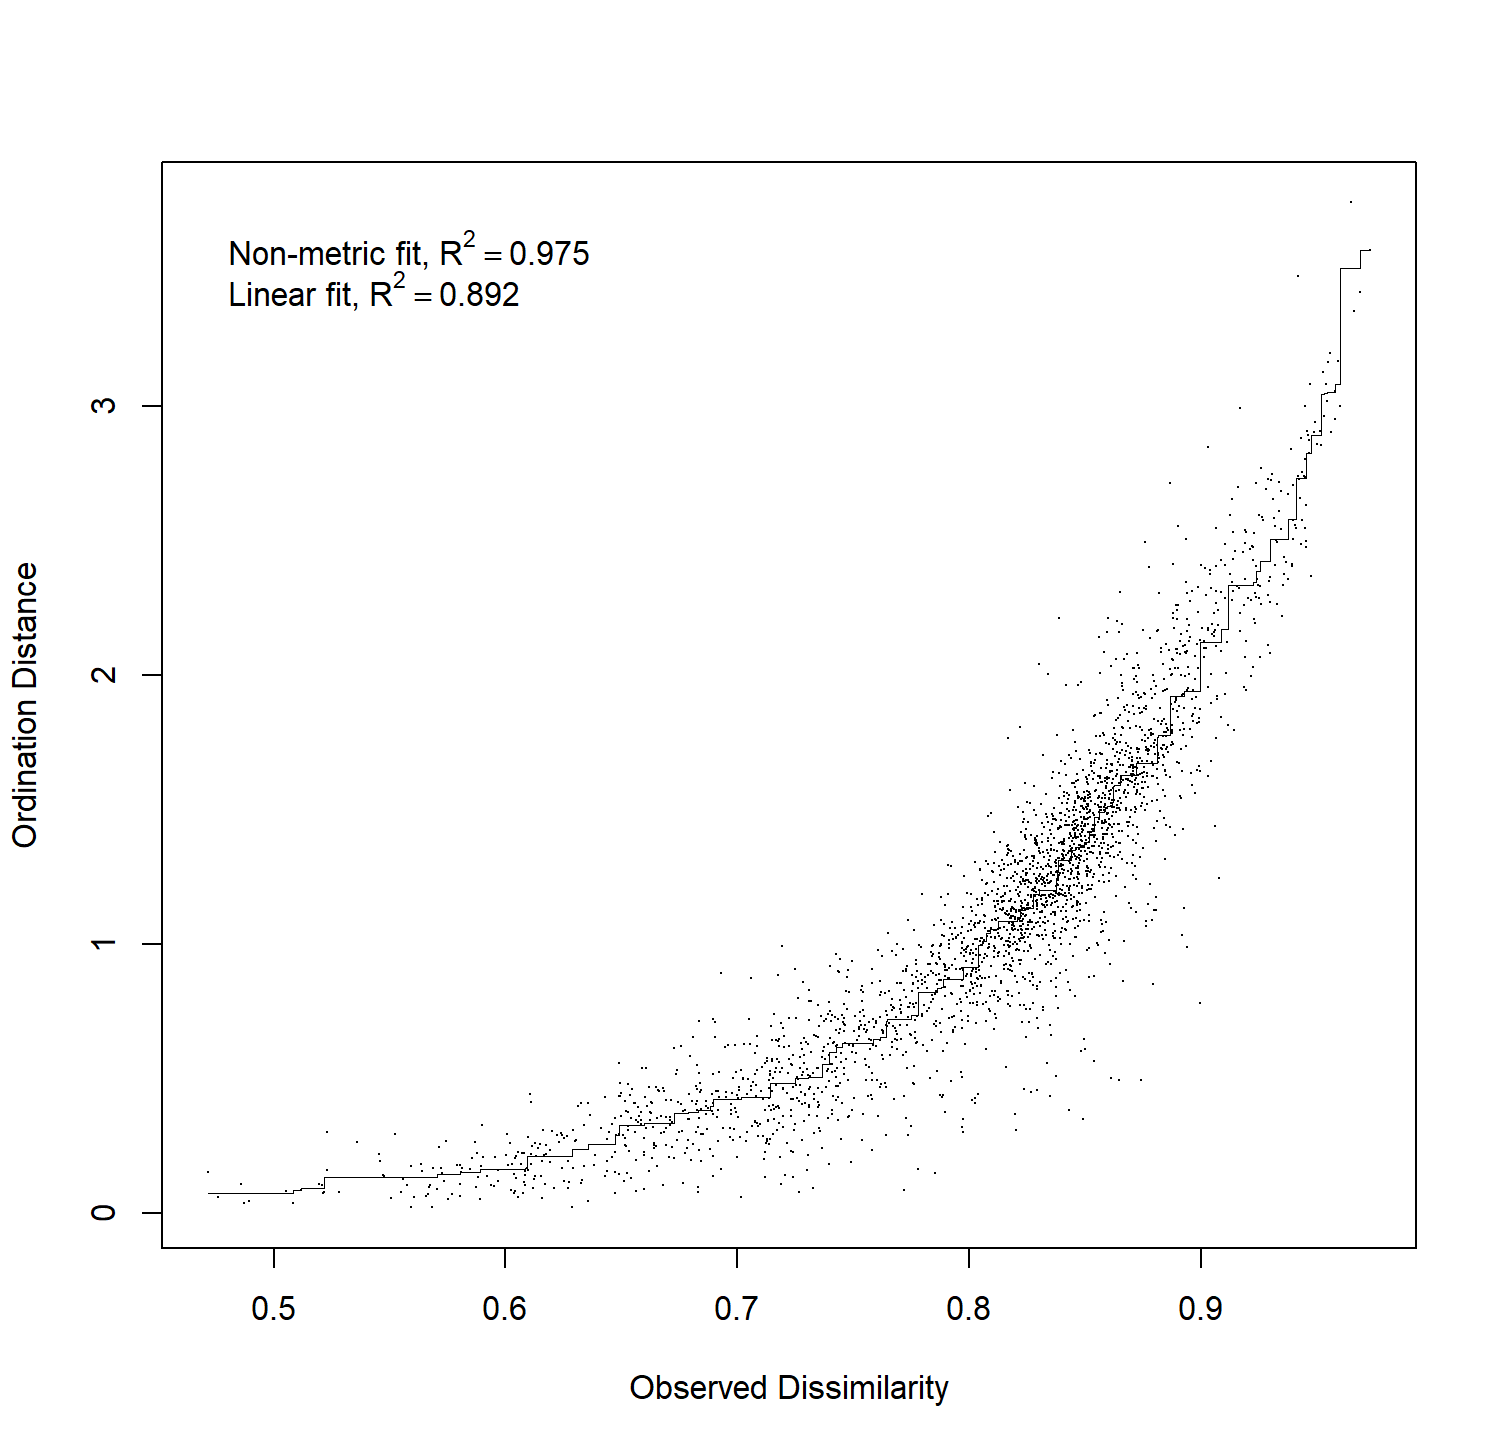 Non-metric fit, R² = 0.975
Linear fit, R² = 0.892
Ordination Distance
3
2
1
0
0.5 0.6 0.7 0.8 0.9
Observed Dissimilarity